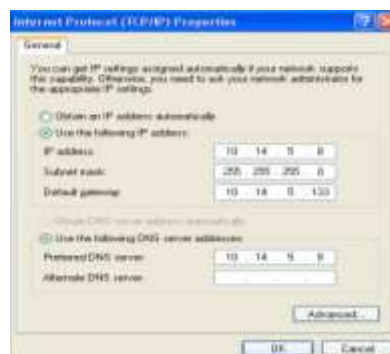 Internet Protocol (TCP/IP) Properties
General
You can get IP settings assigned automatically if your network supports
this capability. Otherwise, you need to ask your network administrator for
the appropriate IP settings.
Obtain an IP address automatically
Use the following IP address:
IP address: 10 14 5 8
Subnet mask: 255 255 255 0
Default gateway: 10 14 5 133
Obtain DNS server address automatically
Use the following DNS server addresses:
Preferred DNS server: 10 14 5 8
Alternate DNS server:
Advanced...
OK Cancel